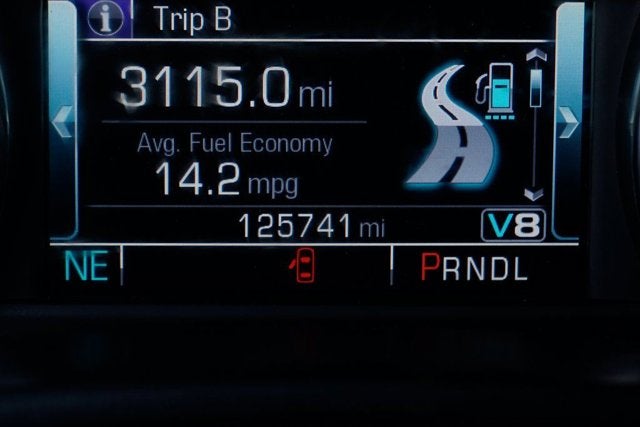 i Trip B
3115.0 mi
Avg. Fuel Economy
14.2 mpg
125741 mi V8
NE PRNDL